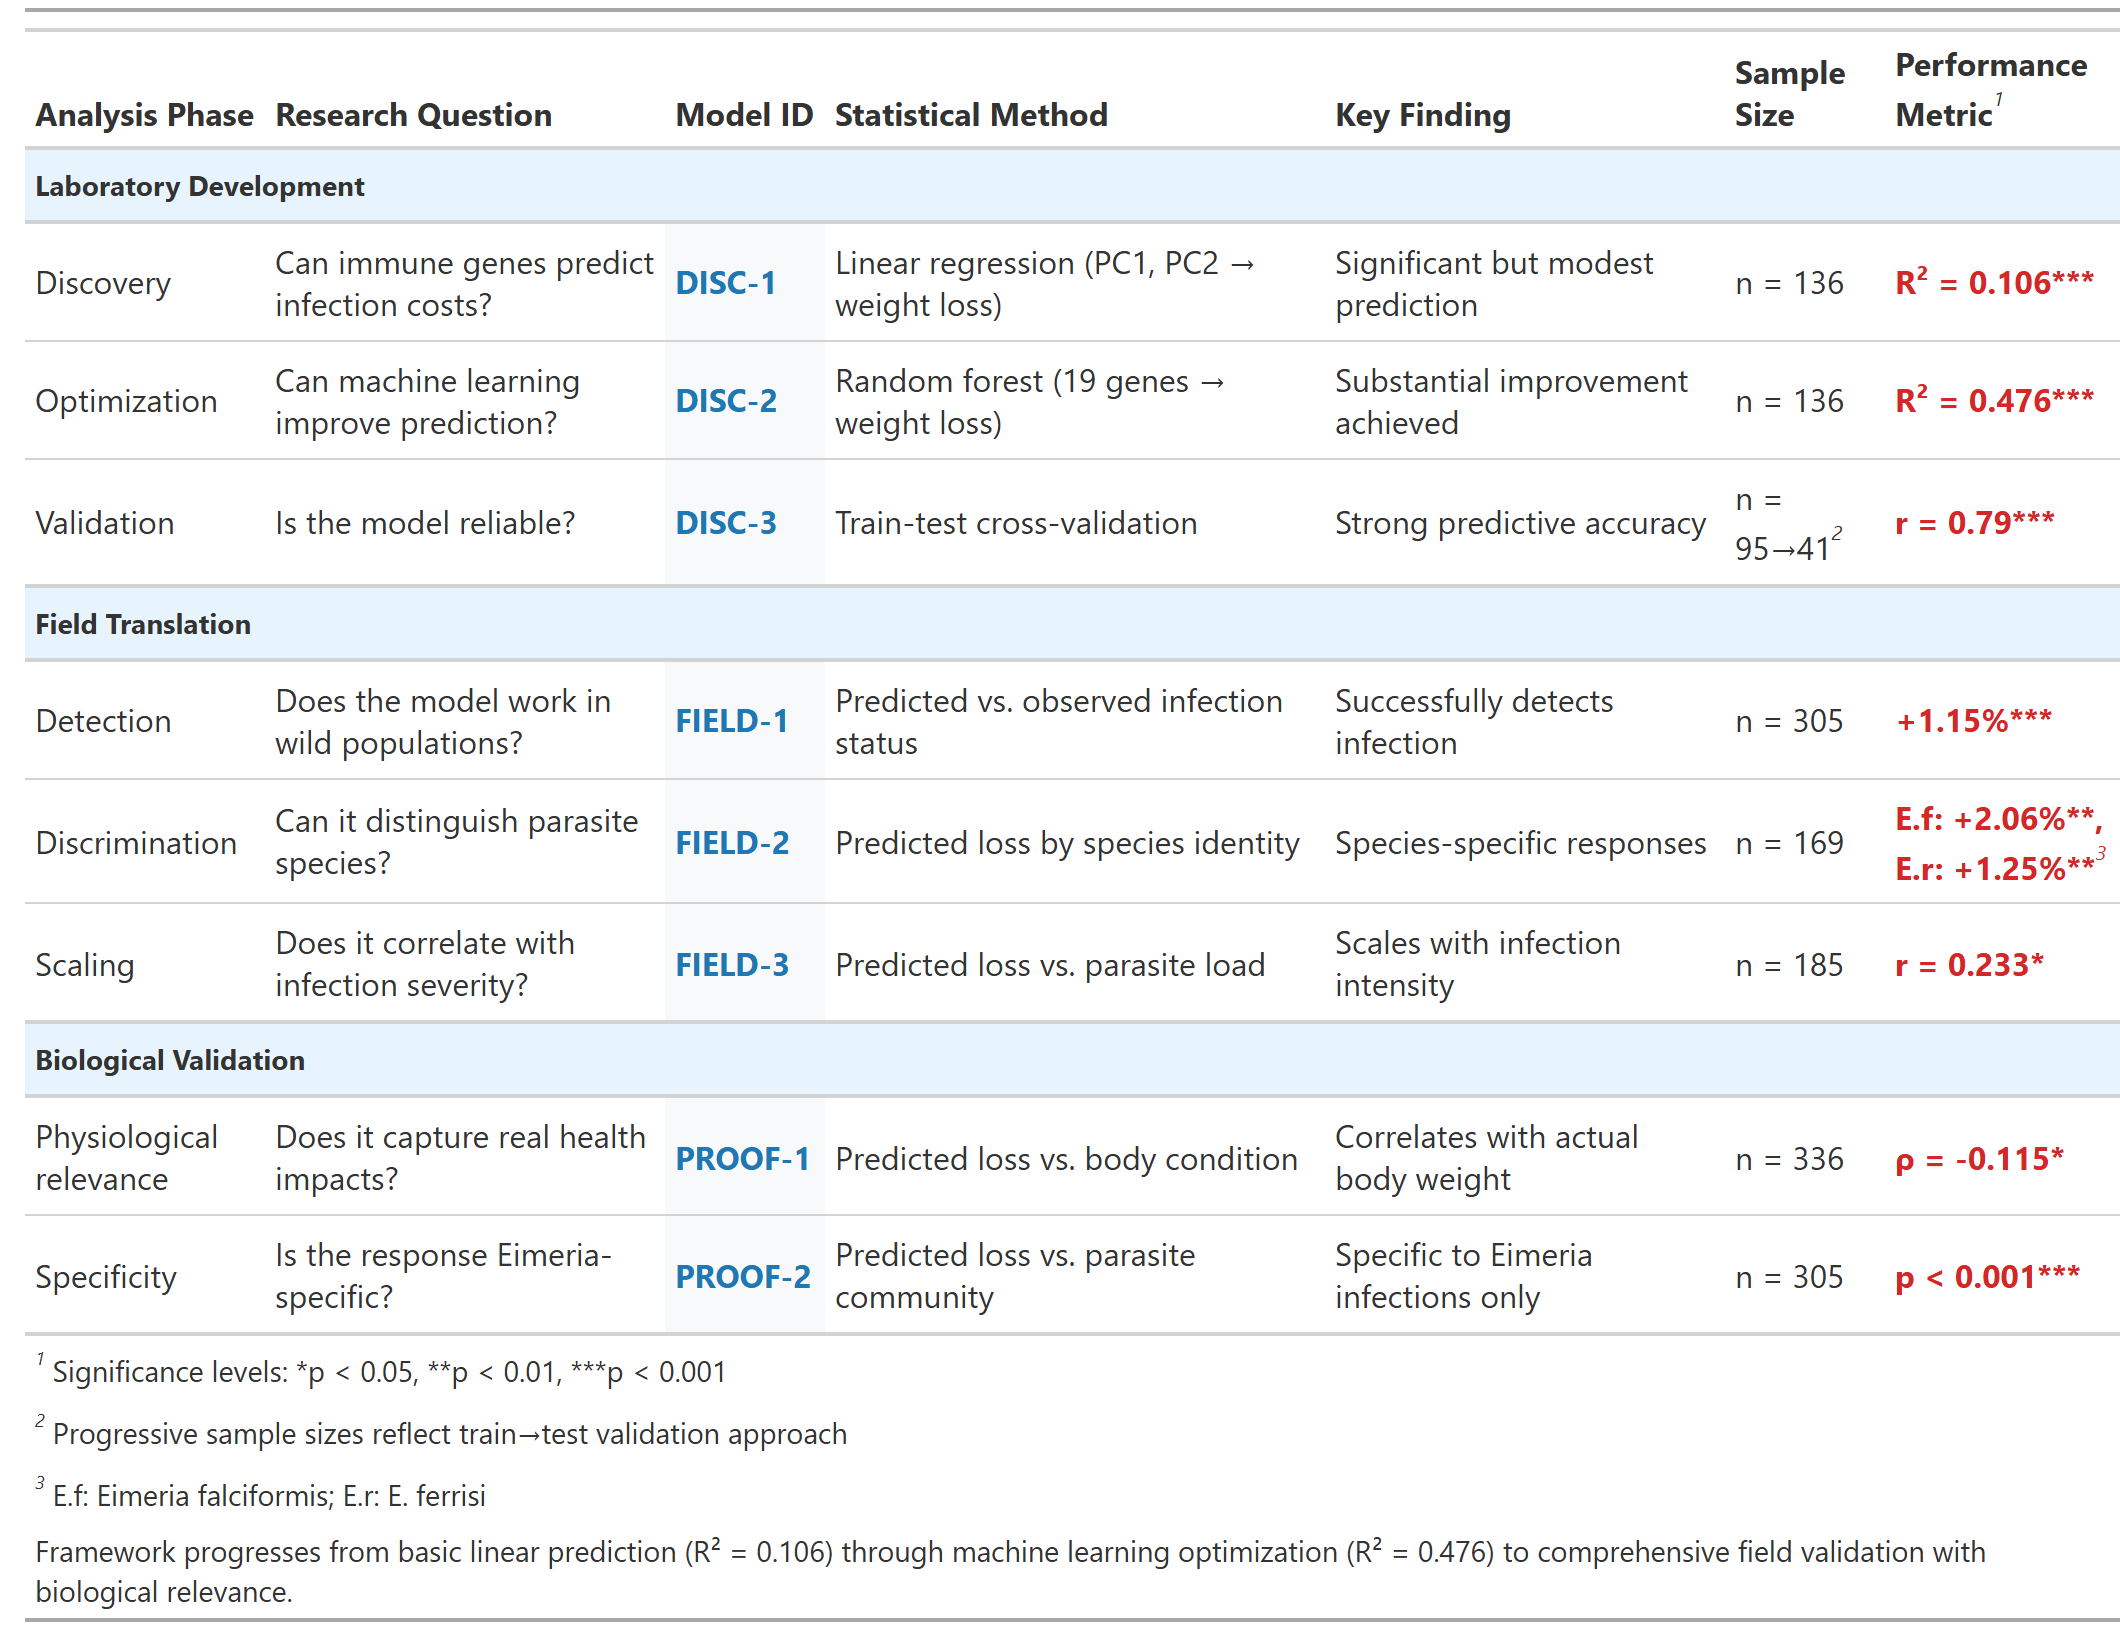 Analysis Phase Research Question Model ID Statistical Method Key Finding Sample Size Performance Metric¹
Laboratory Development
Discovery Can immune genes predict infection costs? DISC-1 Linear regression (PC1, PC2 → weight loss) Significant but modest prediction n = 136 R² = 0.106***
Optimization Can machine learning improve prediction? DISC-2 Random forest (19 genes → weight loss) Substantial improvement achieved n = 136 R² = 0.476***
Validation Is the model reliable? DISC-3 Train-test cross-validation Strong predictive accuracy n = 95→41² r = 0.79***
Field Translation
Detection Does the model work in wild populations? FIELD-1 Predicted vs. observed infection status Successfully detects infection n = 305 +1.15%***
Discrimination Can it distinguish parasite species? FIELD-2 Predicted loss by species identity Species-specific responses n = 169 E.f: +2.06%**, E.r: +1.25%**³
Scaling Does it correlate with infection severity? FIELD-3 Predicted loss vs. parasite load Scales with infection intensity n = 185 r = 0.233*
Biological Validation
Physiological relevance Does it capture real health impacts? PROOF-1 Predicted loss vs. body condition Correlates with actual body weight n = 336 ρ = -0.115*
Specificity Is the response Eimeria-specific? PROOF-2 Predicted loss vs. parasite community Specific to Eimeria infections only n = 305 p < 0.001***
¹ Significance levels: *p < 0.05, **p < 0.01, ***p < 0.001
² Progressive sample sizes reflect train→test validation approach
³ E.f: Eimeria falciformis; E.r: E. ferrisi
Framework progresses from basic linear prediction (R² = 0.106) through machine learning optimization (R² = 0.476) to comprehensive field validation with
biological relevance.